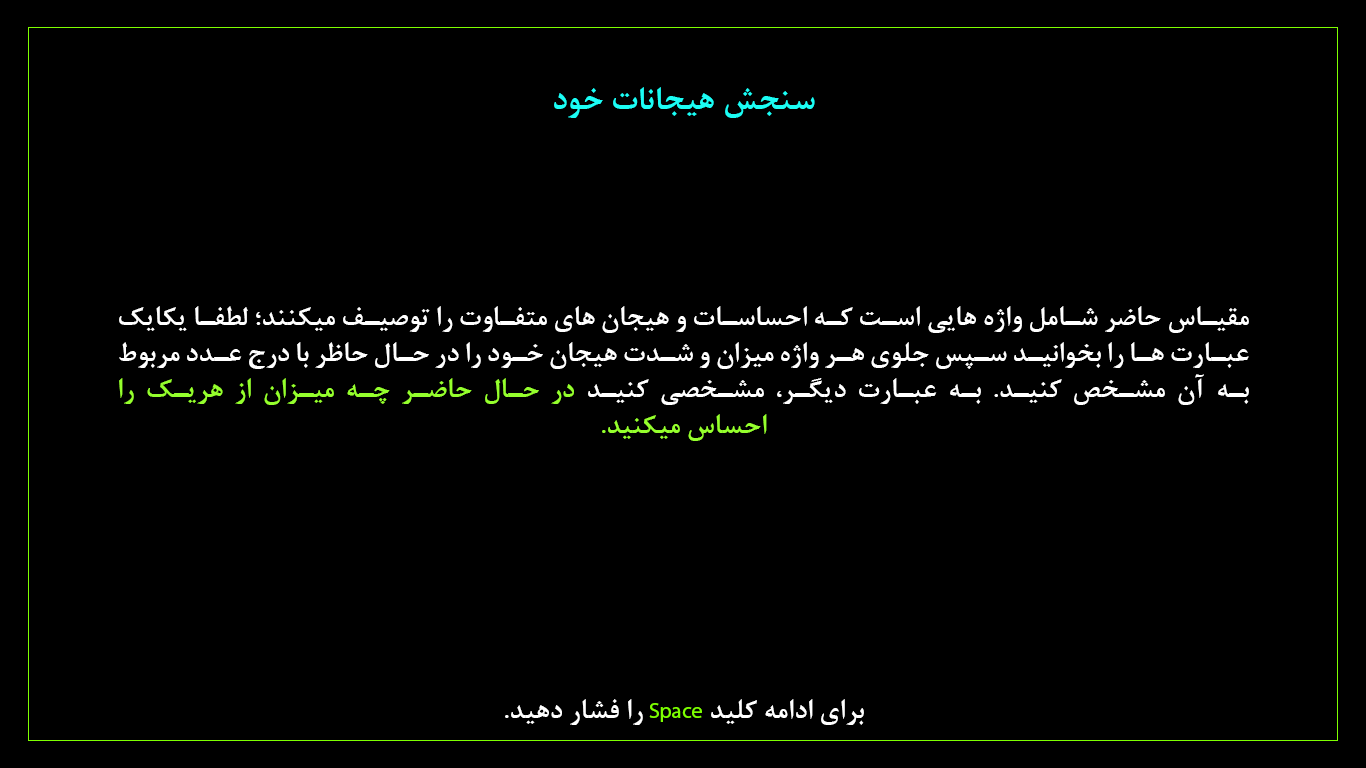 سنجش هیجانات خود
مقیاس حاضر شامل واژه هایی است که احساسات و هیجان های متفاوت را توصیف میکنند؛ لطفا یکایک
عبارت ها را بخوانید سپس جلوی هر واژه میزان و شدت هیجان خود را در حال حاظر با درج عدد مربوط
به آن مشخص کنید. به عبارت دیگر، مشخصی کنید در حال حاضر چه میزان از هریک را
احساس میکنید.
برای ادامه کلید Space را فشار دهید.